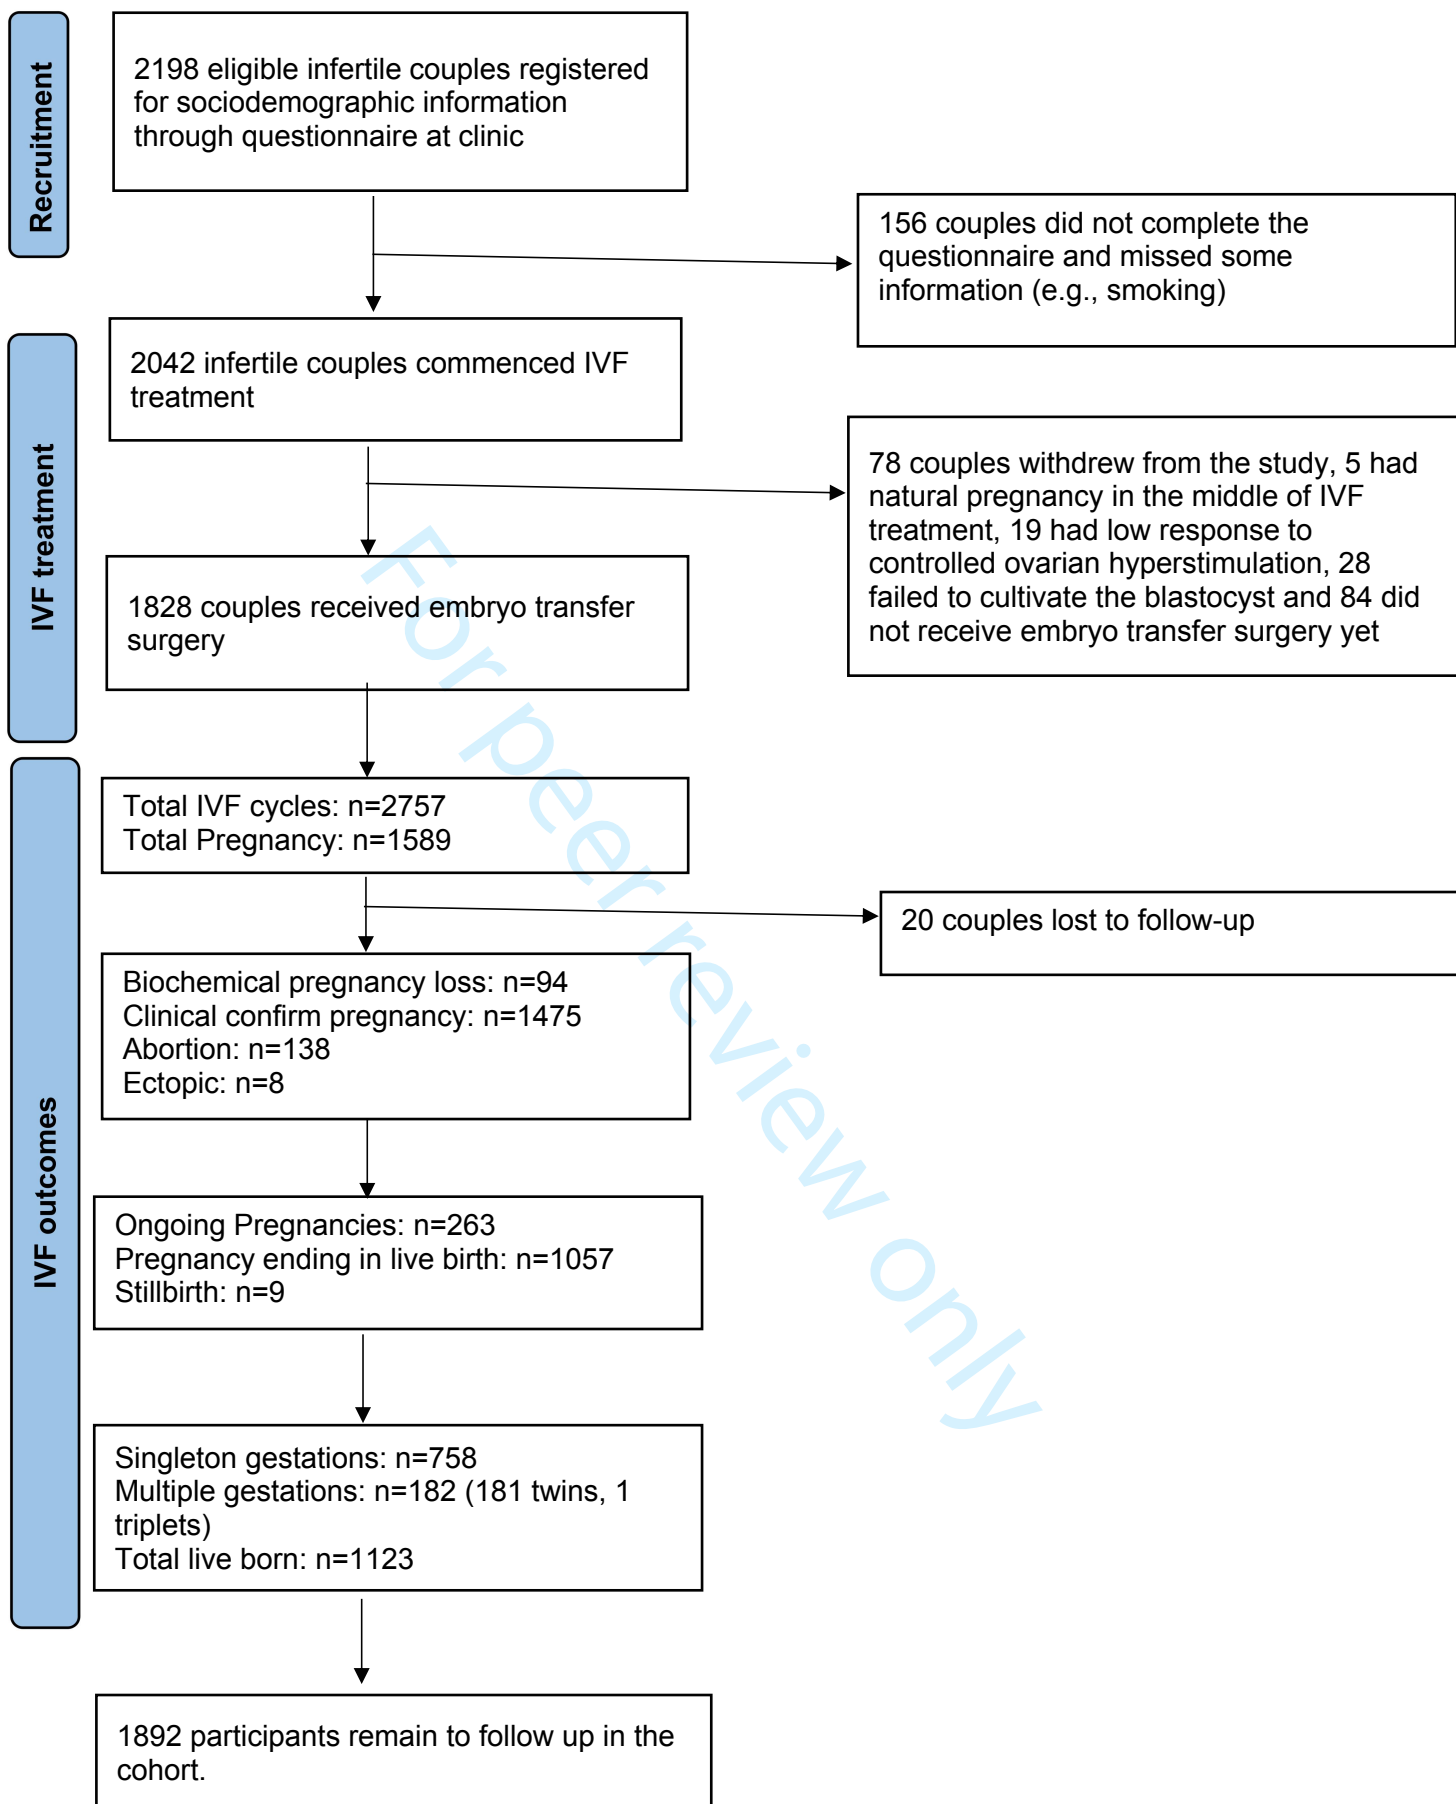 Recruitment
2198 eligible infertile couples registered
for sociodemographic information
through questionnaire at clinic
156 couples did not complete the
questionnaire and missed some
information (e.g., smoking)
IVF treatment
2042 infertile couples commenced IVF
treatment
78 couples withdrew from the study, 5 had
natural pregnancy in the middle of IVF
treatment, 19 had low response to
controlled ovarian hyperstimulation, 28
failed to cultivate the blastocyst and 84 did
not receive embryo transfer surgery yet
1828 couples received embryo transfer
surgery
IVF outcomes
Total IVF cycles: n=2757
Total Pregnancy: n=1589
20 couples lost to follow-up
Biochemical pregnancy loss: n=94
Clinical confirm pregnancy: n=1475
Abortion: n=138
Ectopic: n=8
Ongoing Pregnancies: n=263
Pregnancy ending in live birth: n=1057
Stillbirth: n=9
Singleton gestations: n=758
Multiple gestations: n=182 (181 twins, 1
triplets)
Total live born: n=1123
1892 participants remain to follow up in the
cohort.
For peer review only